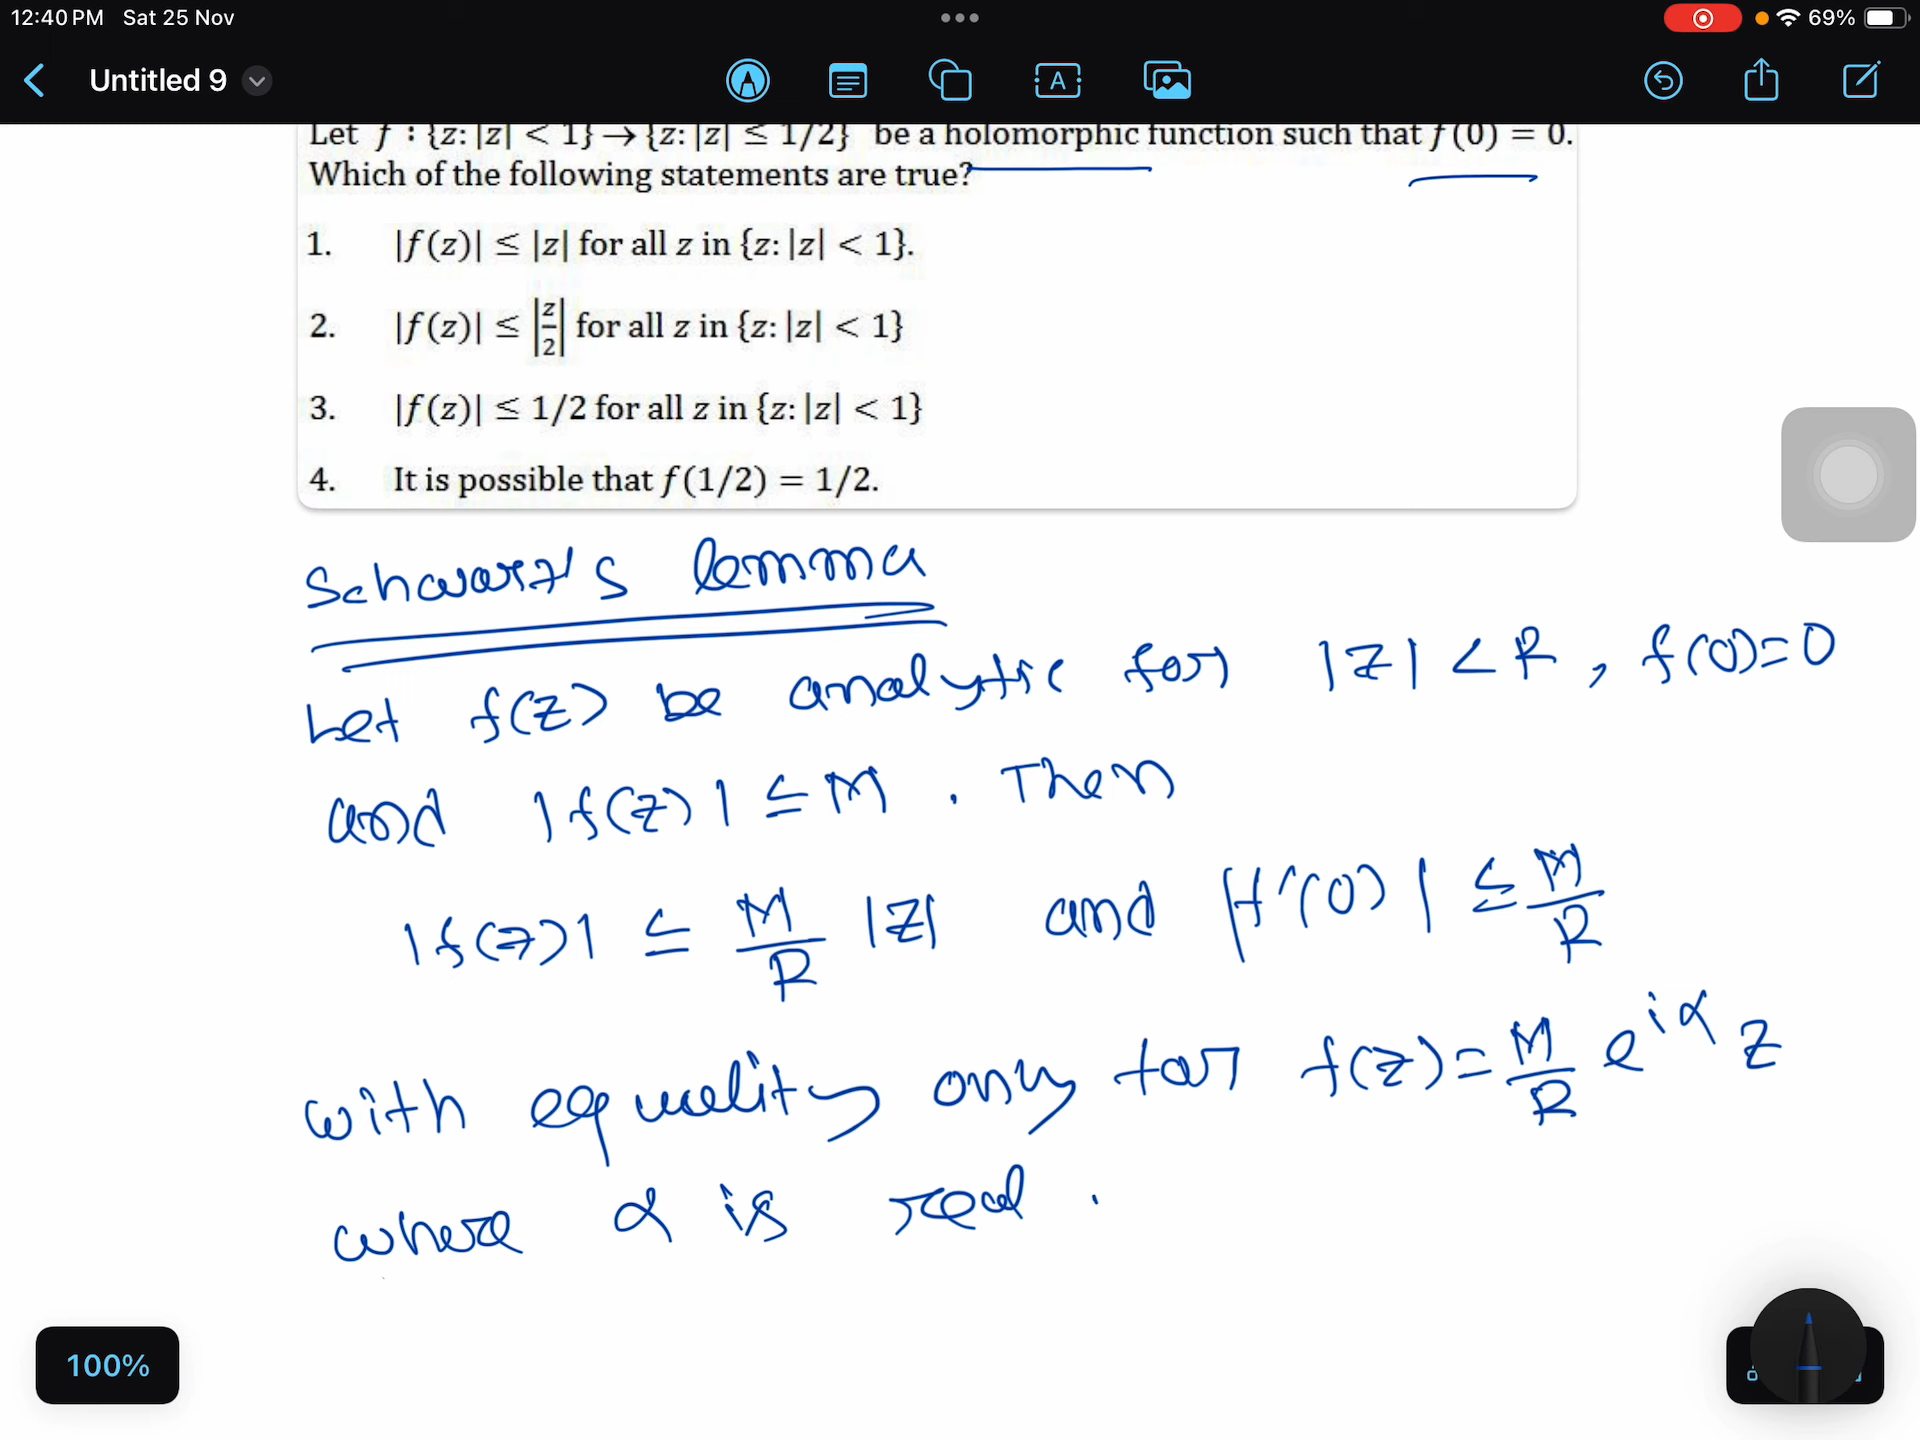 12:40 PM Sat 25 Nov
69%
Untitled 9
A
Let f : {z: |z| < 1} → {z: |z| ≤ 1/2} be a holomorphic function such that f(0) = 0.
Which of the following statements are true?
1. |f(z)| ≤ |z| for all z in {z: |z| < 1}.
2. |f(z)| ≤ |z/2| for all z in {z: |z| < 1}
3. |f(z)| ≤ 1/2 for all z in {z: |z| < 1}
4. It is possible that f(1/2) = 1/2.
Schwarz's lemma
Let f(z) be analytic for |z| < R, f(0)=0
and |f(z)| ≤ M. Then
|f(z)| ≤ M/R |z| and |f'(0)| ≤ M/R
with equality only for f(z) = M/R e^{iα} z
where α is real.
100%